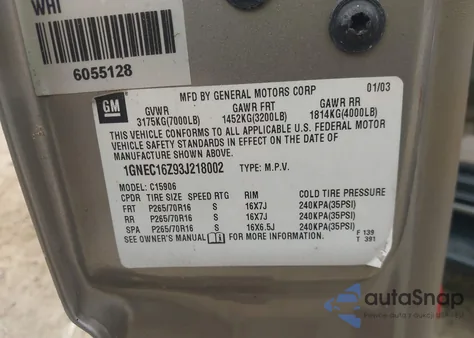 WHI
6055128
GM
MFD BY GENERAL MOTORS CORP 01/03
GVWR GAWR FRT GAWR RR
3175KG(7000LB) 1452KG(3200LB) 1814KG(4000LB)
THIS VEHICLE CONFORMS TO ALL APPLICABLE U.S. FEDERAL MOTOR
VEHICLE SAFETY STANDARDS IN EFFECT ON THE DATE OF
MANUFACTURE SHOWN ABOVE.
1GNEC16Z93J218002 TYPE: M.P.V.
MODEL: C15906
CPDR TIRE SIZE SPEED RTG RIM COLD TIRE PRESSURE
FRT P265/70R16 S 16X7J 240KPA(35PSI)
RR P265/70R16 S 16X7J 240KPA(35PSI)
SPA P265/70R16 S 16X6.5J 240KPA(35PSI)
SEE OWNER'S MANUAL FOR MORE INFORMATION. F 139
T 391
autoSnap